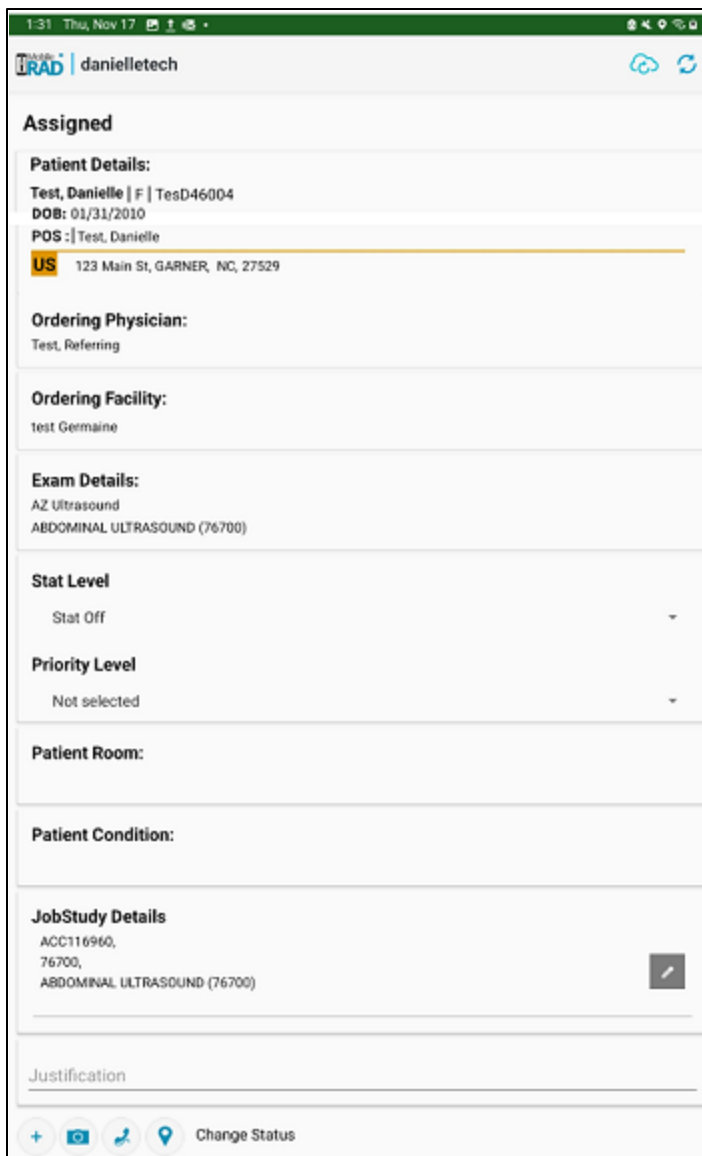 1:31 Thu, Nov 17
Mobile
iRAD | danielletech
Assigned
Patient Details:
Test, Danielle | F | TesD46004
DOB: 01/31/2010
POS :| Test, Danielle
US 123 Main St, GARNER, NC, 27529
Ordering Physician:
Test, Referring
Ordering Facility:
test Germaine
Exam Details:
AZ Ultrasound
ABDOMINAL ULTRASOUND (76700)
Stat Level
Stat Off
Priority Level
Not selected
Patient Room:
Patient Condition:
JobStudy Details
ACC116960,
76700,
ABDOMINAL ULTRASOUND (76700)
Justification
Change Status